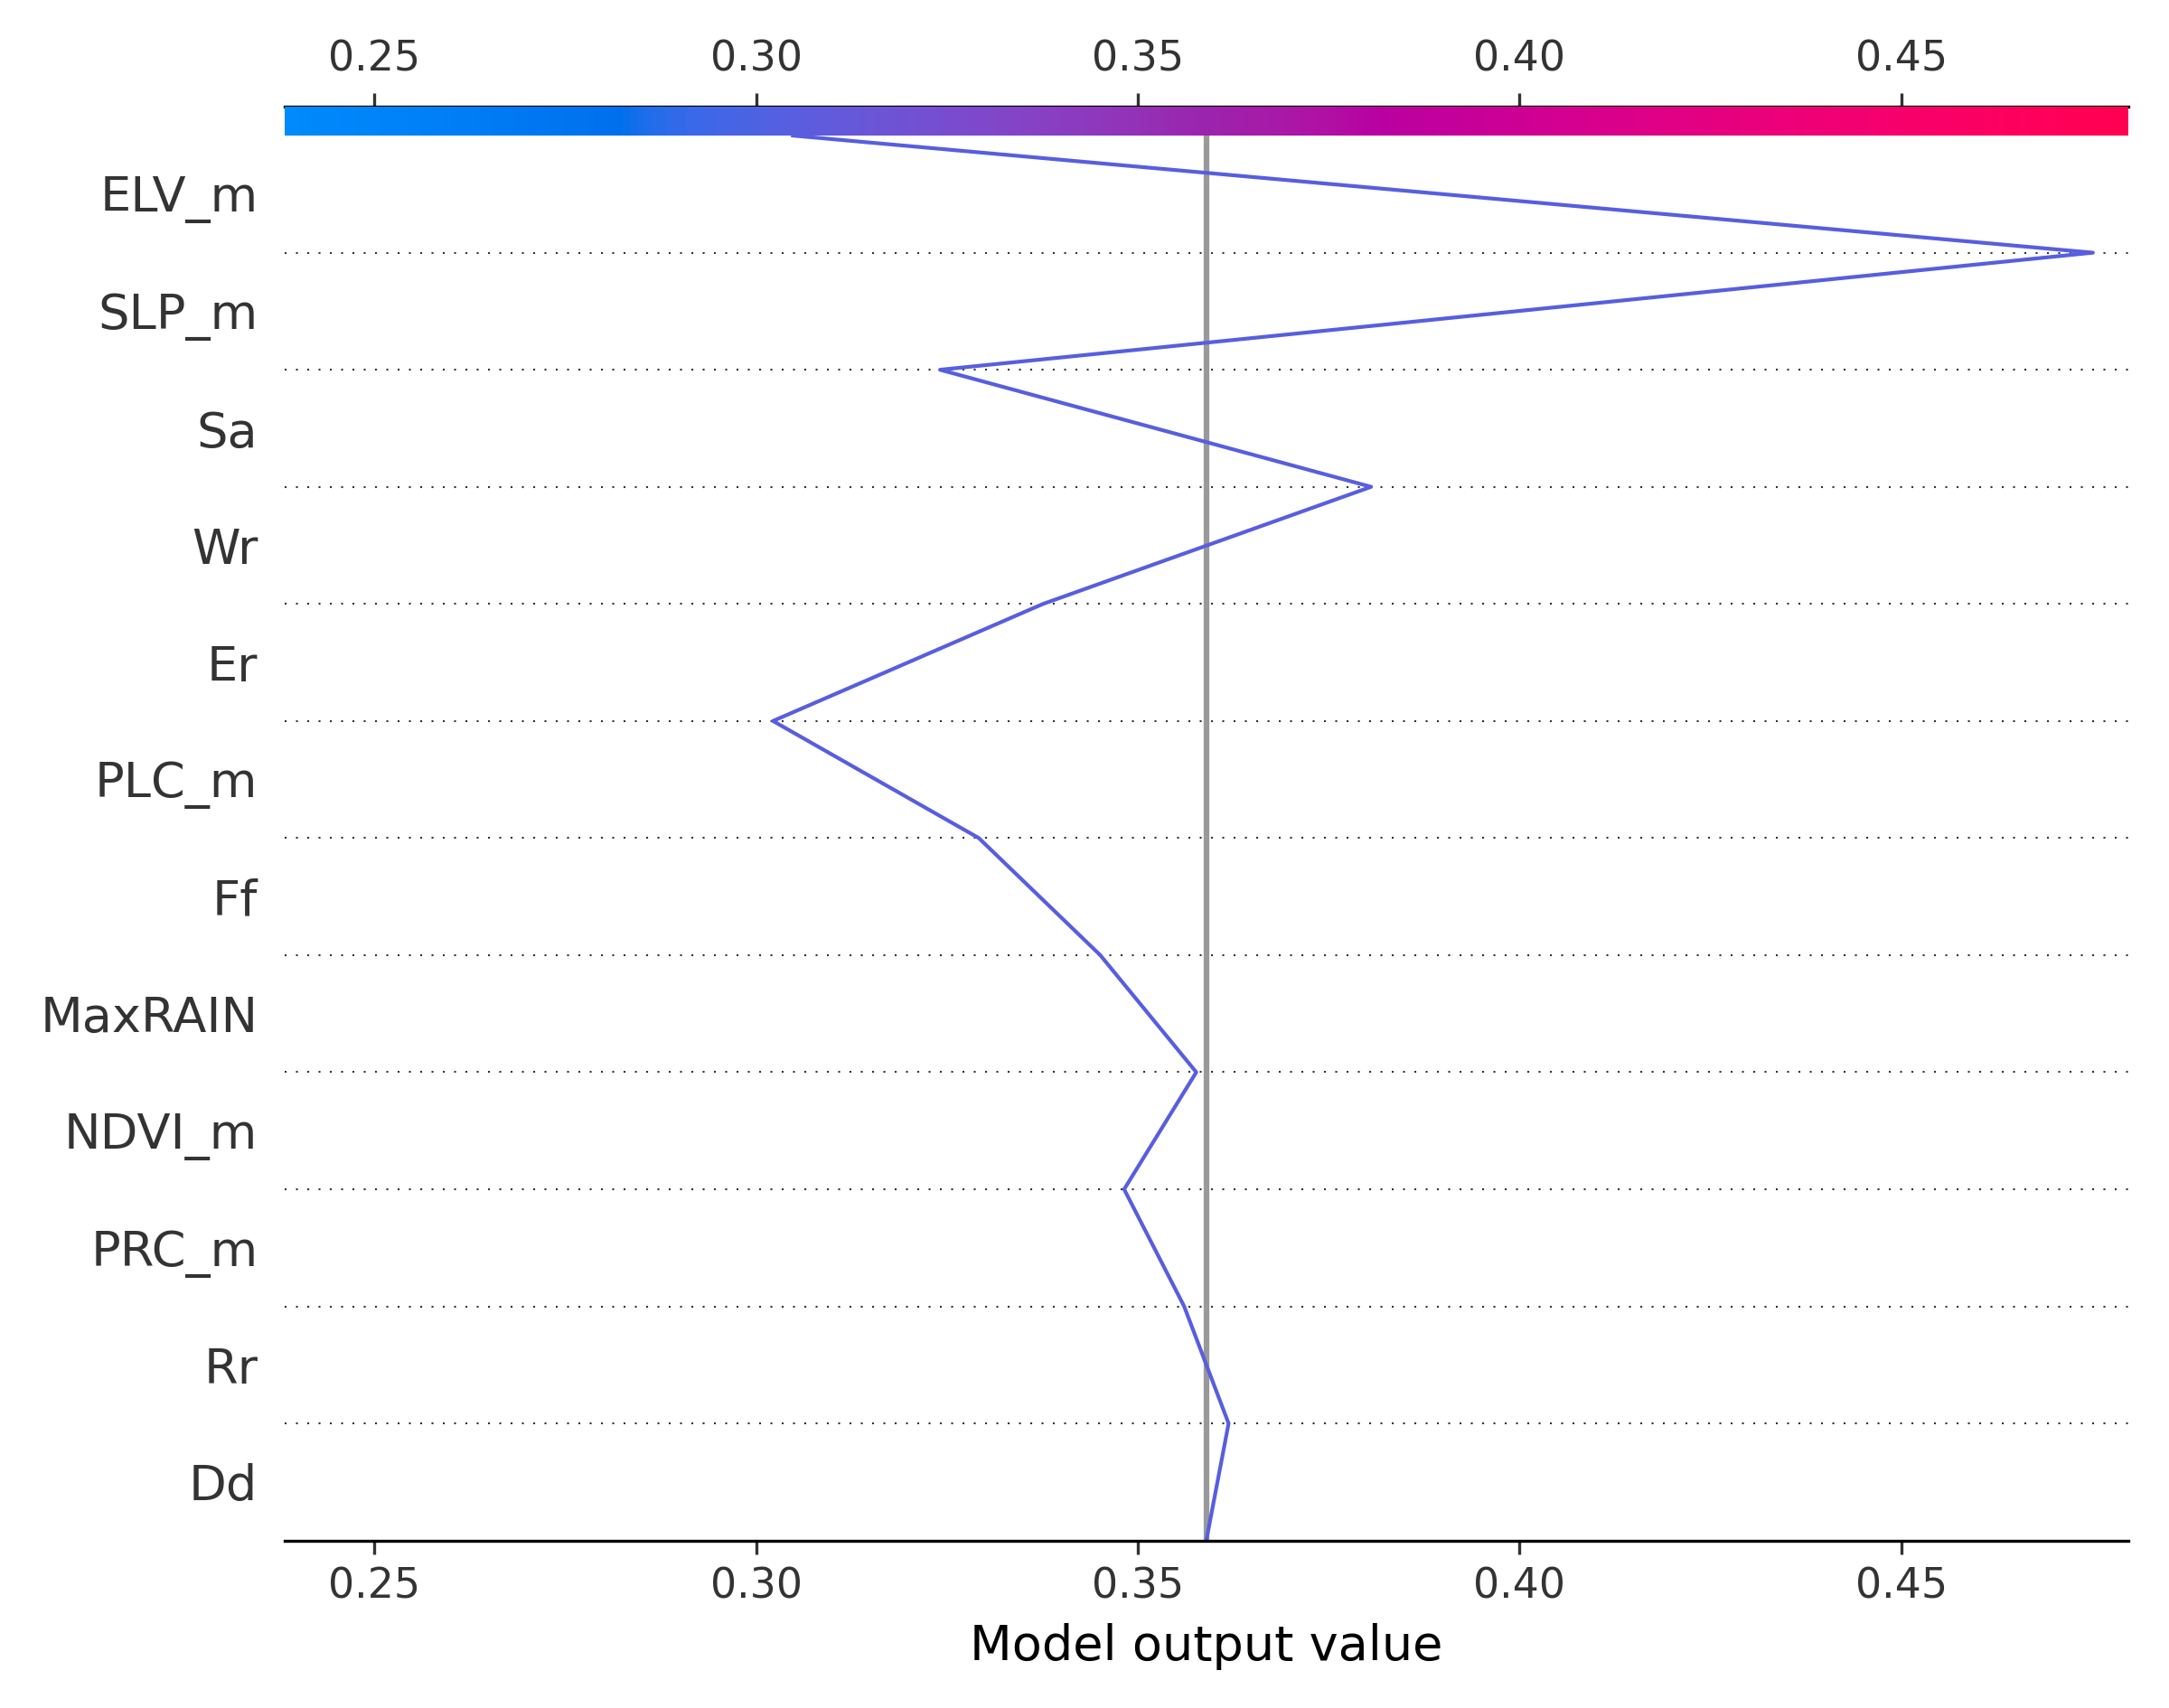 0.25 0.30 0.35 0.40 0.45
ELV_m
SLP_m
Sa
Wr
Er
PLC_m
Ff
MaxRAIN
NDVI_m
PRC_m
Rr
Dd
0.25 0.30 0.35 0.40 0.45
Model output value